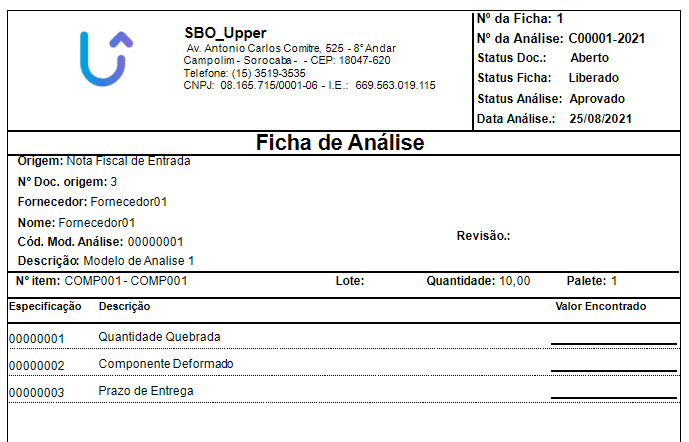 SBO_Upper
Av. Antonio Carlos Comitre, 525 - 8º Andar
Campolim - Sorocaba - - CEP: 18047-620
Telefone: (15) 3519-3535
CNPJ: 08.165.715/0001-06 - I.E.: 669.563.019.115
Nº da Ficha: 1
Nº da Análise: C00001-2021
Status Doc.: Aberto
Status Ficha: Liberado
Status Análise: Aprovado
Data Análise.: 25/08/2021
Ficha de Análise
Origem: Nota Fiscal de Entrada
Nº Doc. origem: 3
Fornecedor: Fornecedor01
Nome: Fornecedor01
Revisão.:
Cód. Mod. Análise: 00000001
Descrição: Modelo de Analise 1
Nº item: COMP001 - COMP001 Lote: Quantidade: 10,00 Palete: 1
Especificação Descrição Valor Encontrado
00000001 Quantidade Quebrada
00000002 Componente Deformado
00000003 Prazo de Entrega